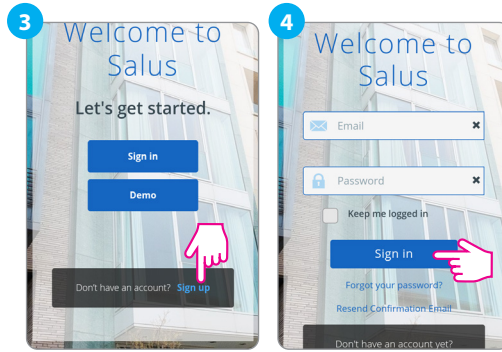 3
Welcome to
Salus
Let's get started.
Sign in
Demo
Don't have an account? Sign up
4
Welcome to
Salus
Email
Password
Keep me logged in
Sign in
Forgot your password?
Resend Confirmation Email
Don't have an account yet?